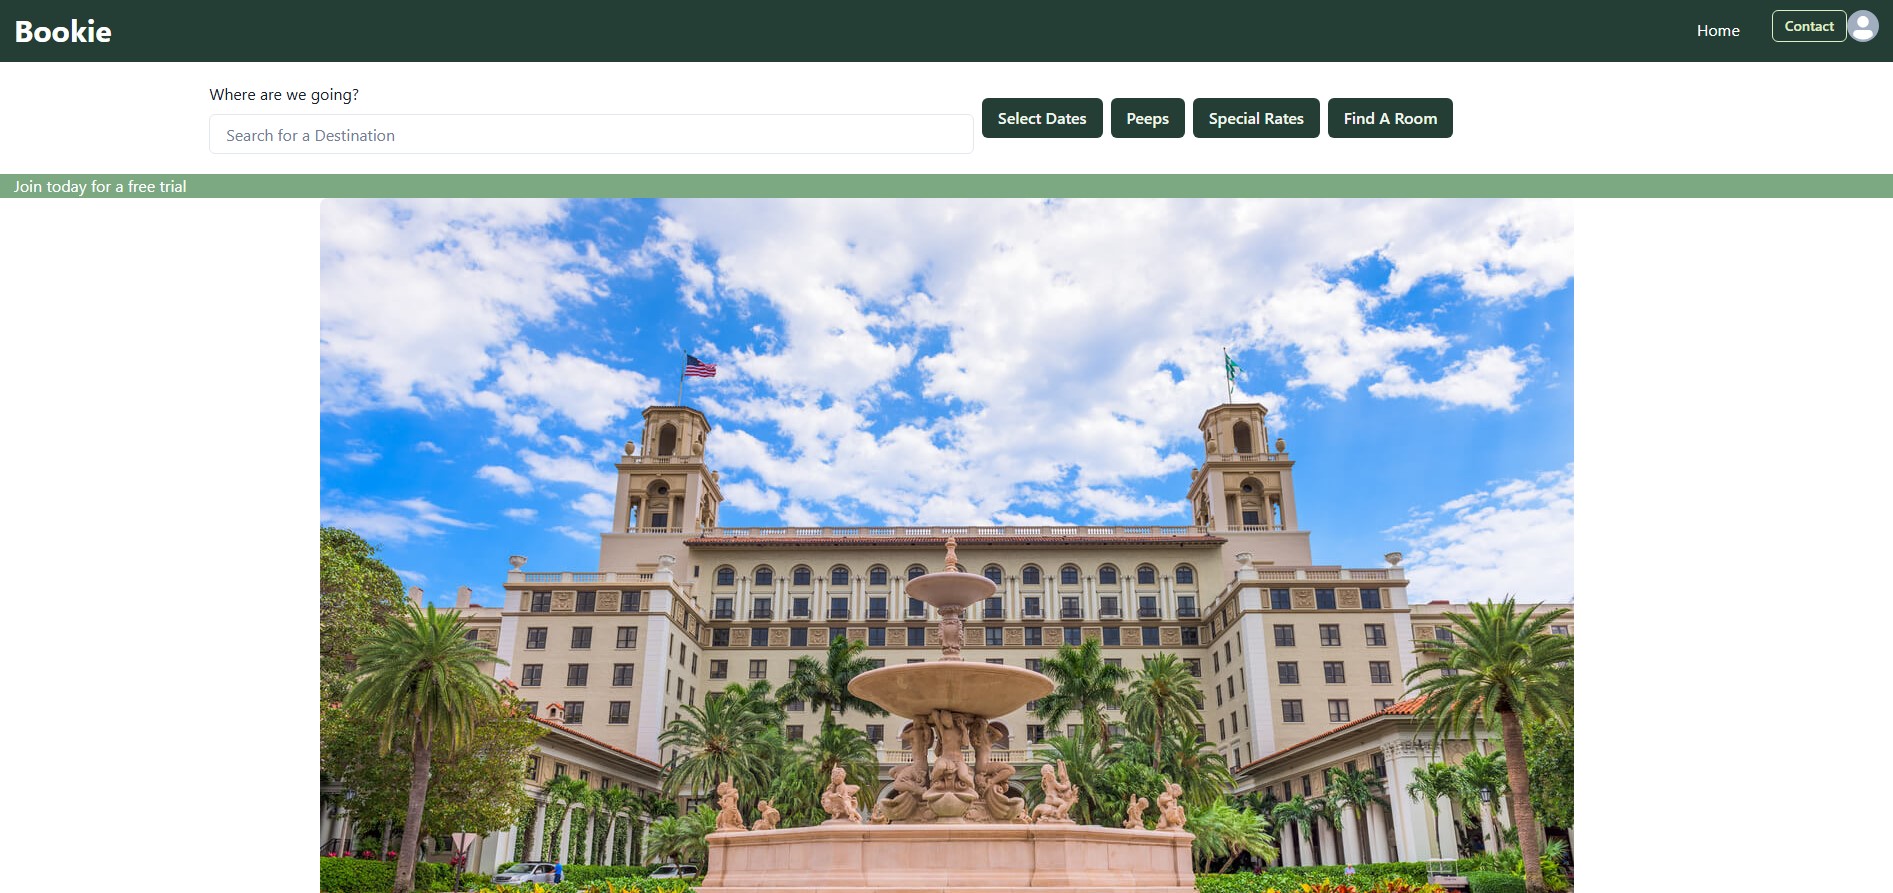 Bookie
Home
Contact
Where are we going?
Search for a Destination
Select Dates
Peeps
Special Rates
Find A Room
Join today for a free trial